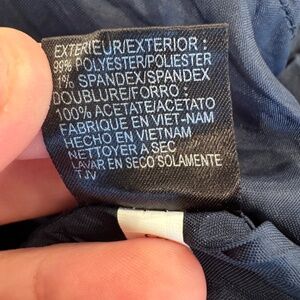 EXTERIEUR/EXTERIOR :
99% POLYESTER/POLIESTER
1% SPANDEX/SPANDEX
DOUBLURE/FORRO :
100% ACETATE/ACETATO
FABRIQUE EN VIET-NAM
HECHO EN VIETNAM
NETTOYER A SEC
LAVAR EN SECO SOLAMENTE
TJV